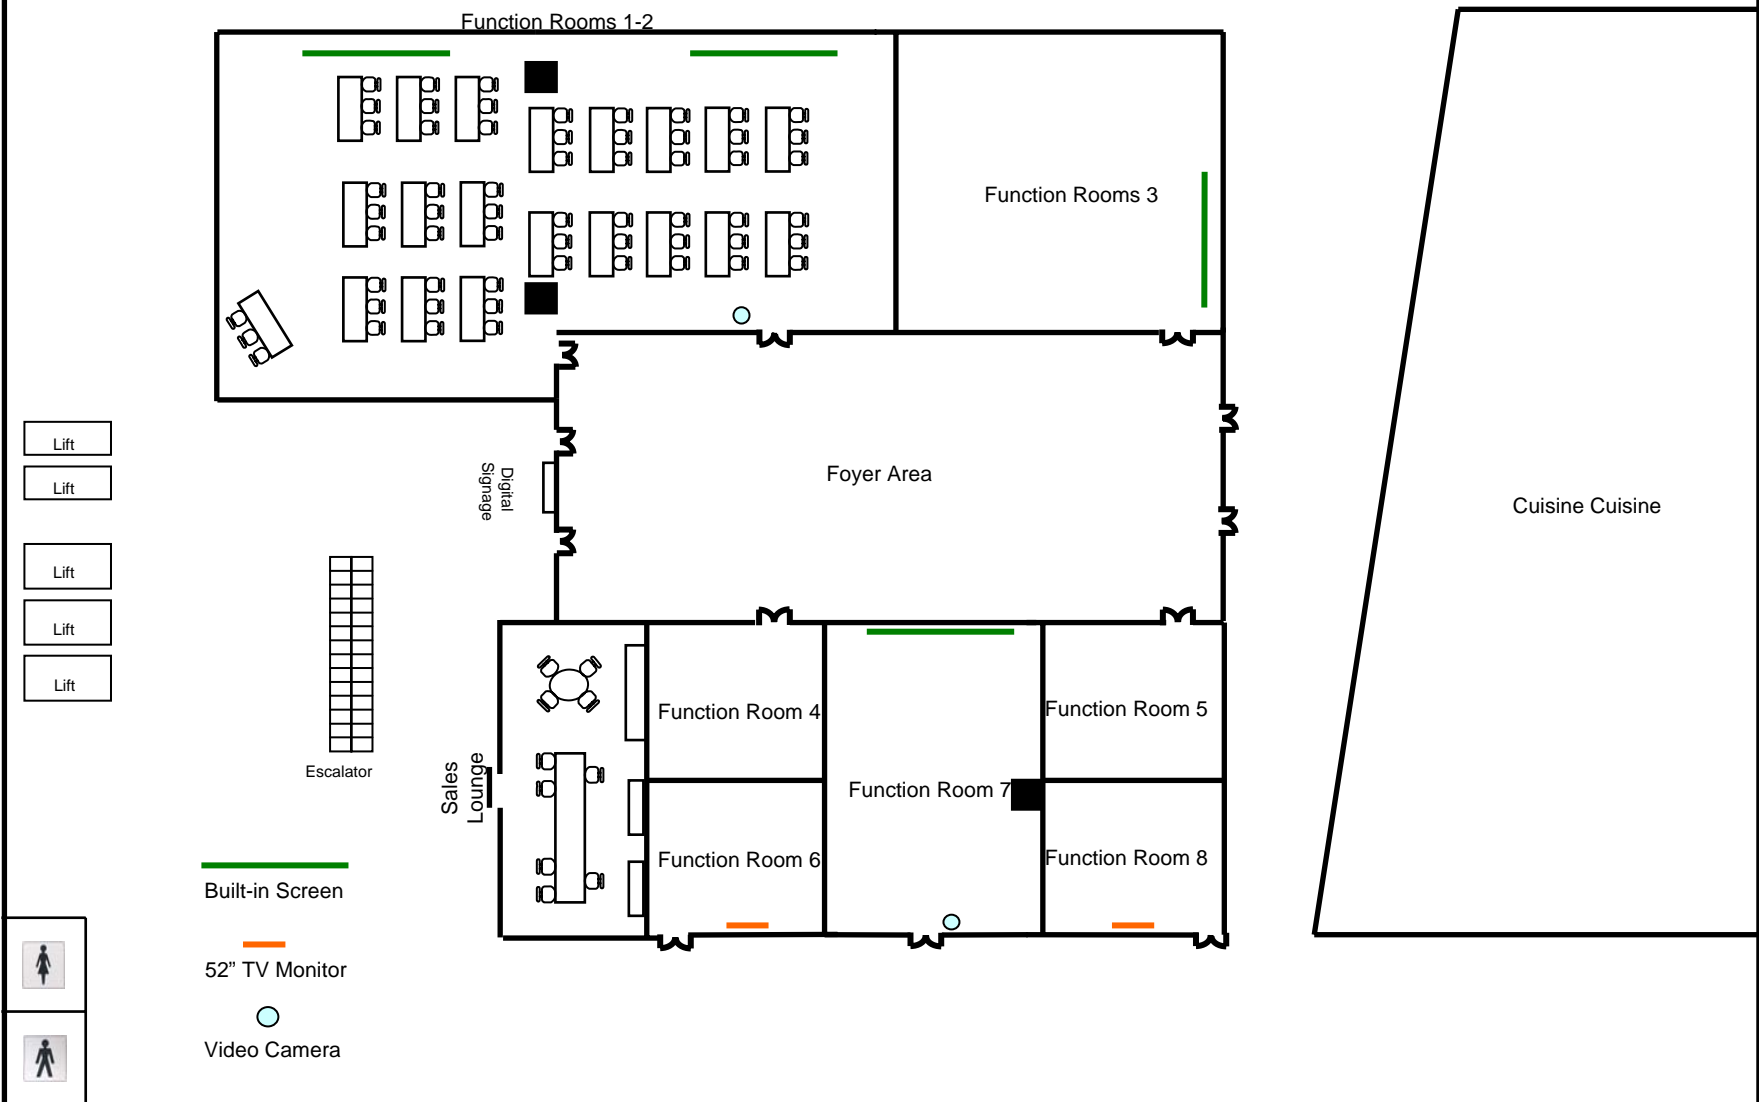 Function Rooms 1-2
Function Rooms 3
Lift
Lift
Lift
Lift
Lift
Digital
Signage
Foyer Area
Cuisine Cuisine
Escalator
Sales
Lounge
Function Room 4
Function Room 5
Function Room 7
Function Room 6
Function Room 8
Built-in Screen
52” TV Monitor
Video Camera